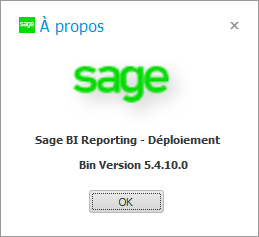 sage À propos
sage
Sage BI Reporting - Déploiement
Bin Version 5.4.10.0
OK